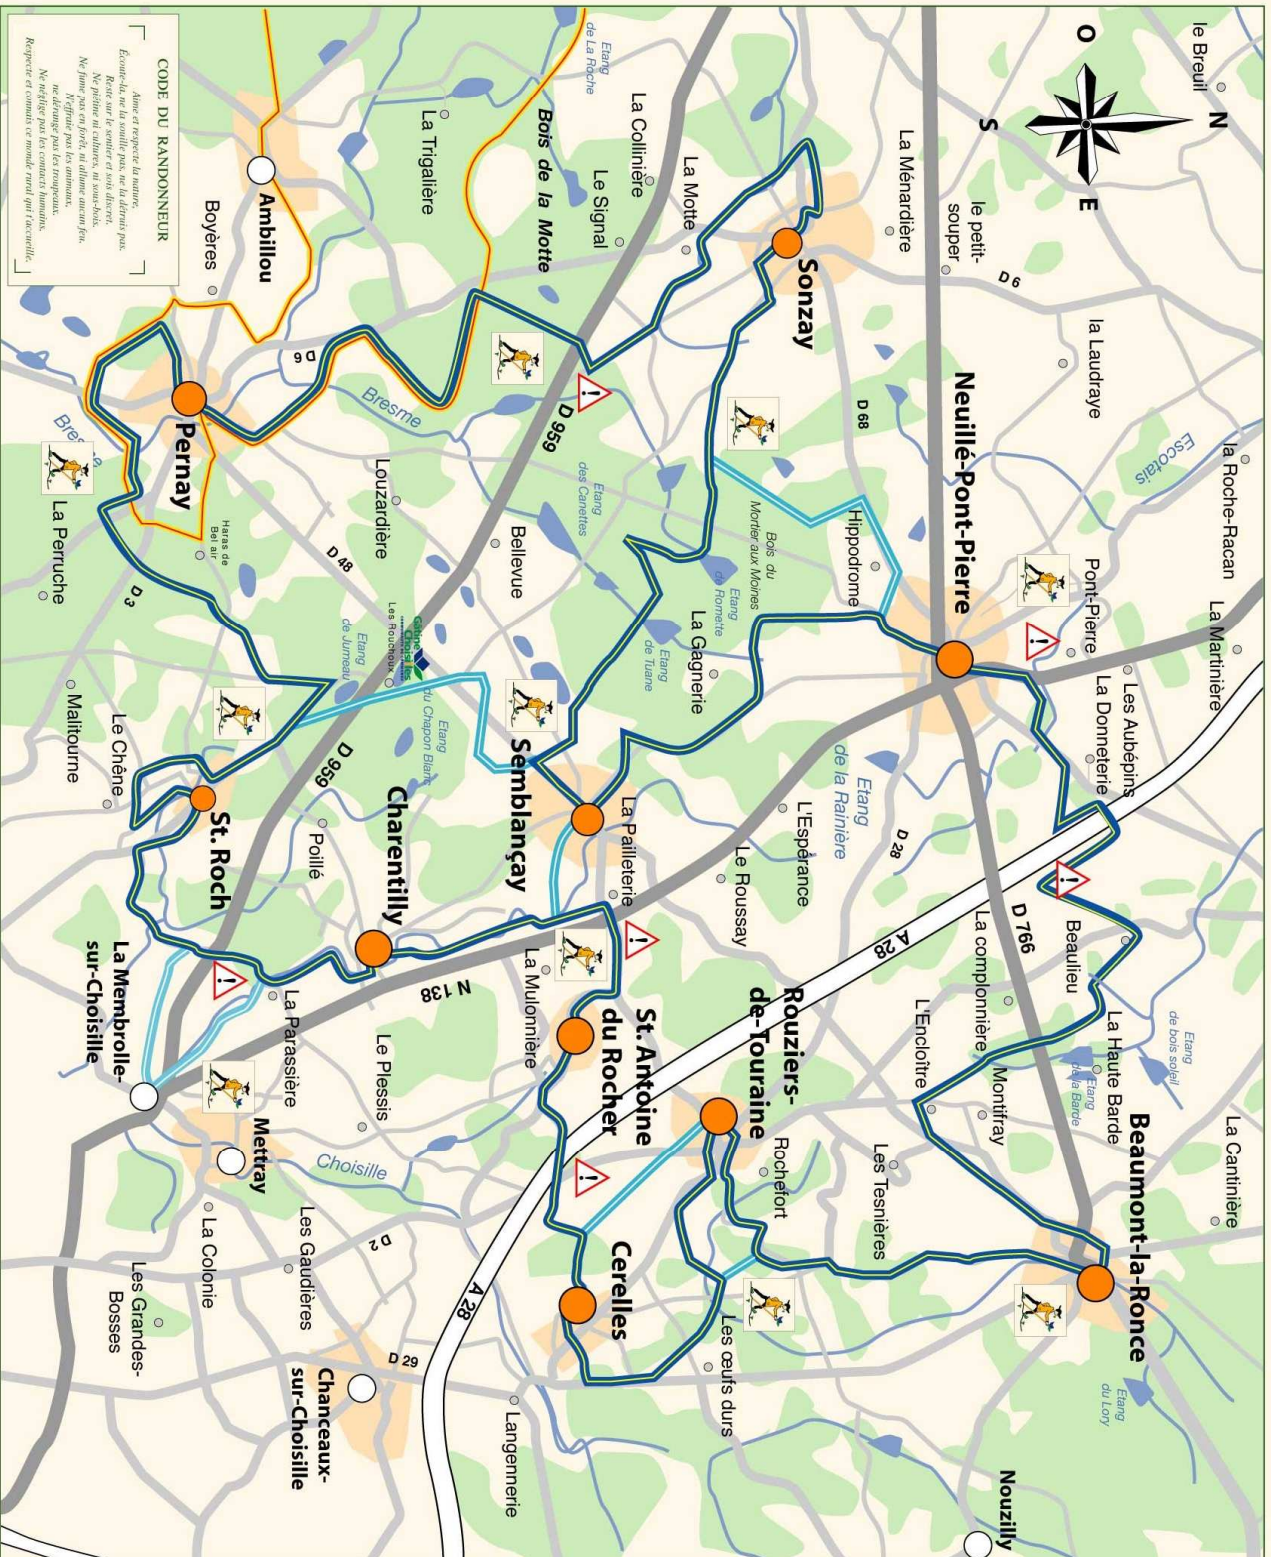 le Breuil
N
O
E
S
la Roche-Racan
La Martinière
La Cantinière
Escotais
la Laudraye
Pont-Pierre
Les Aubépins
La Donneterie
Etang
de bois soleil
La Haute Barde
Etang
de la Barde
Beaumont-la-Ronce
Etang
du Lory
le petit-
souper
D 6
La Ménardière
Neuillé-Pont-Pierre
Beaulieu
D 766
La complonnière
Montifray
L'Encloître
Nouzilly
Sonzay
D 68
Hippodrome
Etang
de la Rainière
D 28
A 28
Les Tesnières
L'Espérance
Le Roussay
Rouziers-
de-Touraine
Rochefort
Les œufs durs
Bois du
Mortier aux Moines
Etang
de Romette
La Gagnerie
Etang
de Tuane
La Motte
La Collinière
Le Signal
Etang
de La Roche
Bois de la Motte
Etang
des Canettes
D 959
Bellevue
La Pailleterie
St. Antoine
du Rocher
Cerelles
Semblançay
La Mulonnière
Langennerie
A 28
N 138
La Trigalière
Bresme
D 6
Louzardière
Gâtine
Choisilles
Les Rouchoux
Etang
du Chapon Blanc
Etang
de Jumeau
D 48
D 959
Charentilly
Poillé
Le Plessis
Choisille
D 29
D 2
Chanceaux-
sur-Choisille
Les Gaudières
La Parassière
Ambillou
Boyères
Pernay
Haras de
Bel air
St. Roch
Mettray
La Colonie
Les Grandes-
Bosses
La Membrolle-
sur-Choisille
Le Chêne
Malitourne
D 3
La Perruche
CODE DU RANDONNEUR
Aime et respecte la nature,
Écoute-la, ne la souille pas, ne la détruis pas.
Reste sur le sentier et sois discret.
Ne piétine ni cultures, ni sous-bois.
Ne fume pas en forêt, ni allume aucun feu.
N'effraie pas les animaux,
ne dérange pas les troupeaux.
Ne néglige pas les contacts humains.
Respecte et connais ce monde rural qui t'accueille.